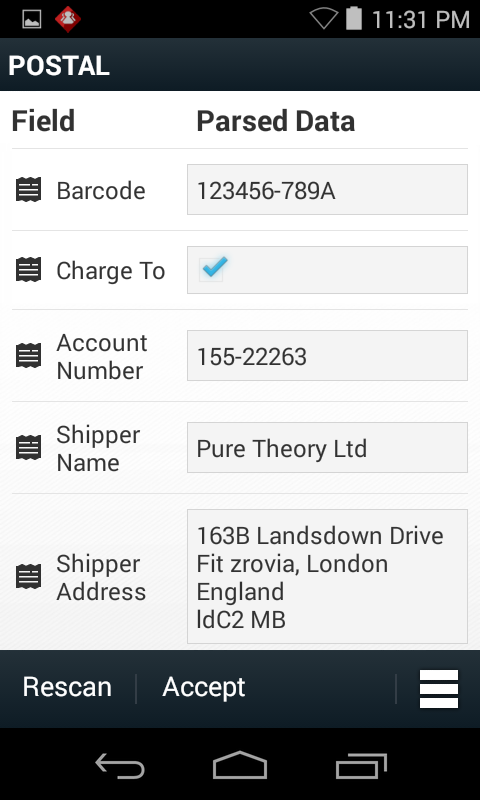 11:31 PM
POSTAL
Field Parsed Data
Barcode 123456-789A
Charge To
Account
Number
155-22263
Shipper
Name
Pure Theory Ltd
Shipper
Address
163B Landsdown Drive
Fit zrovia, London
England
ldC2 MB
Rescan Accept